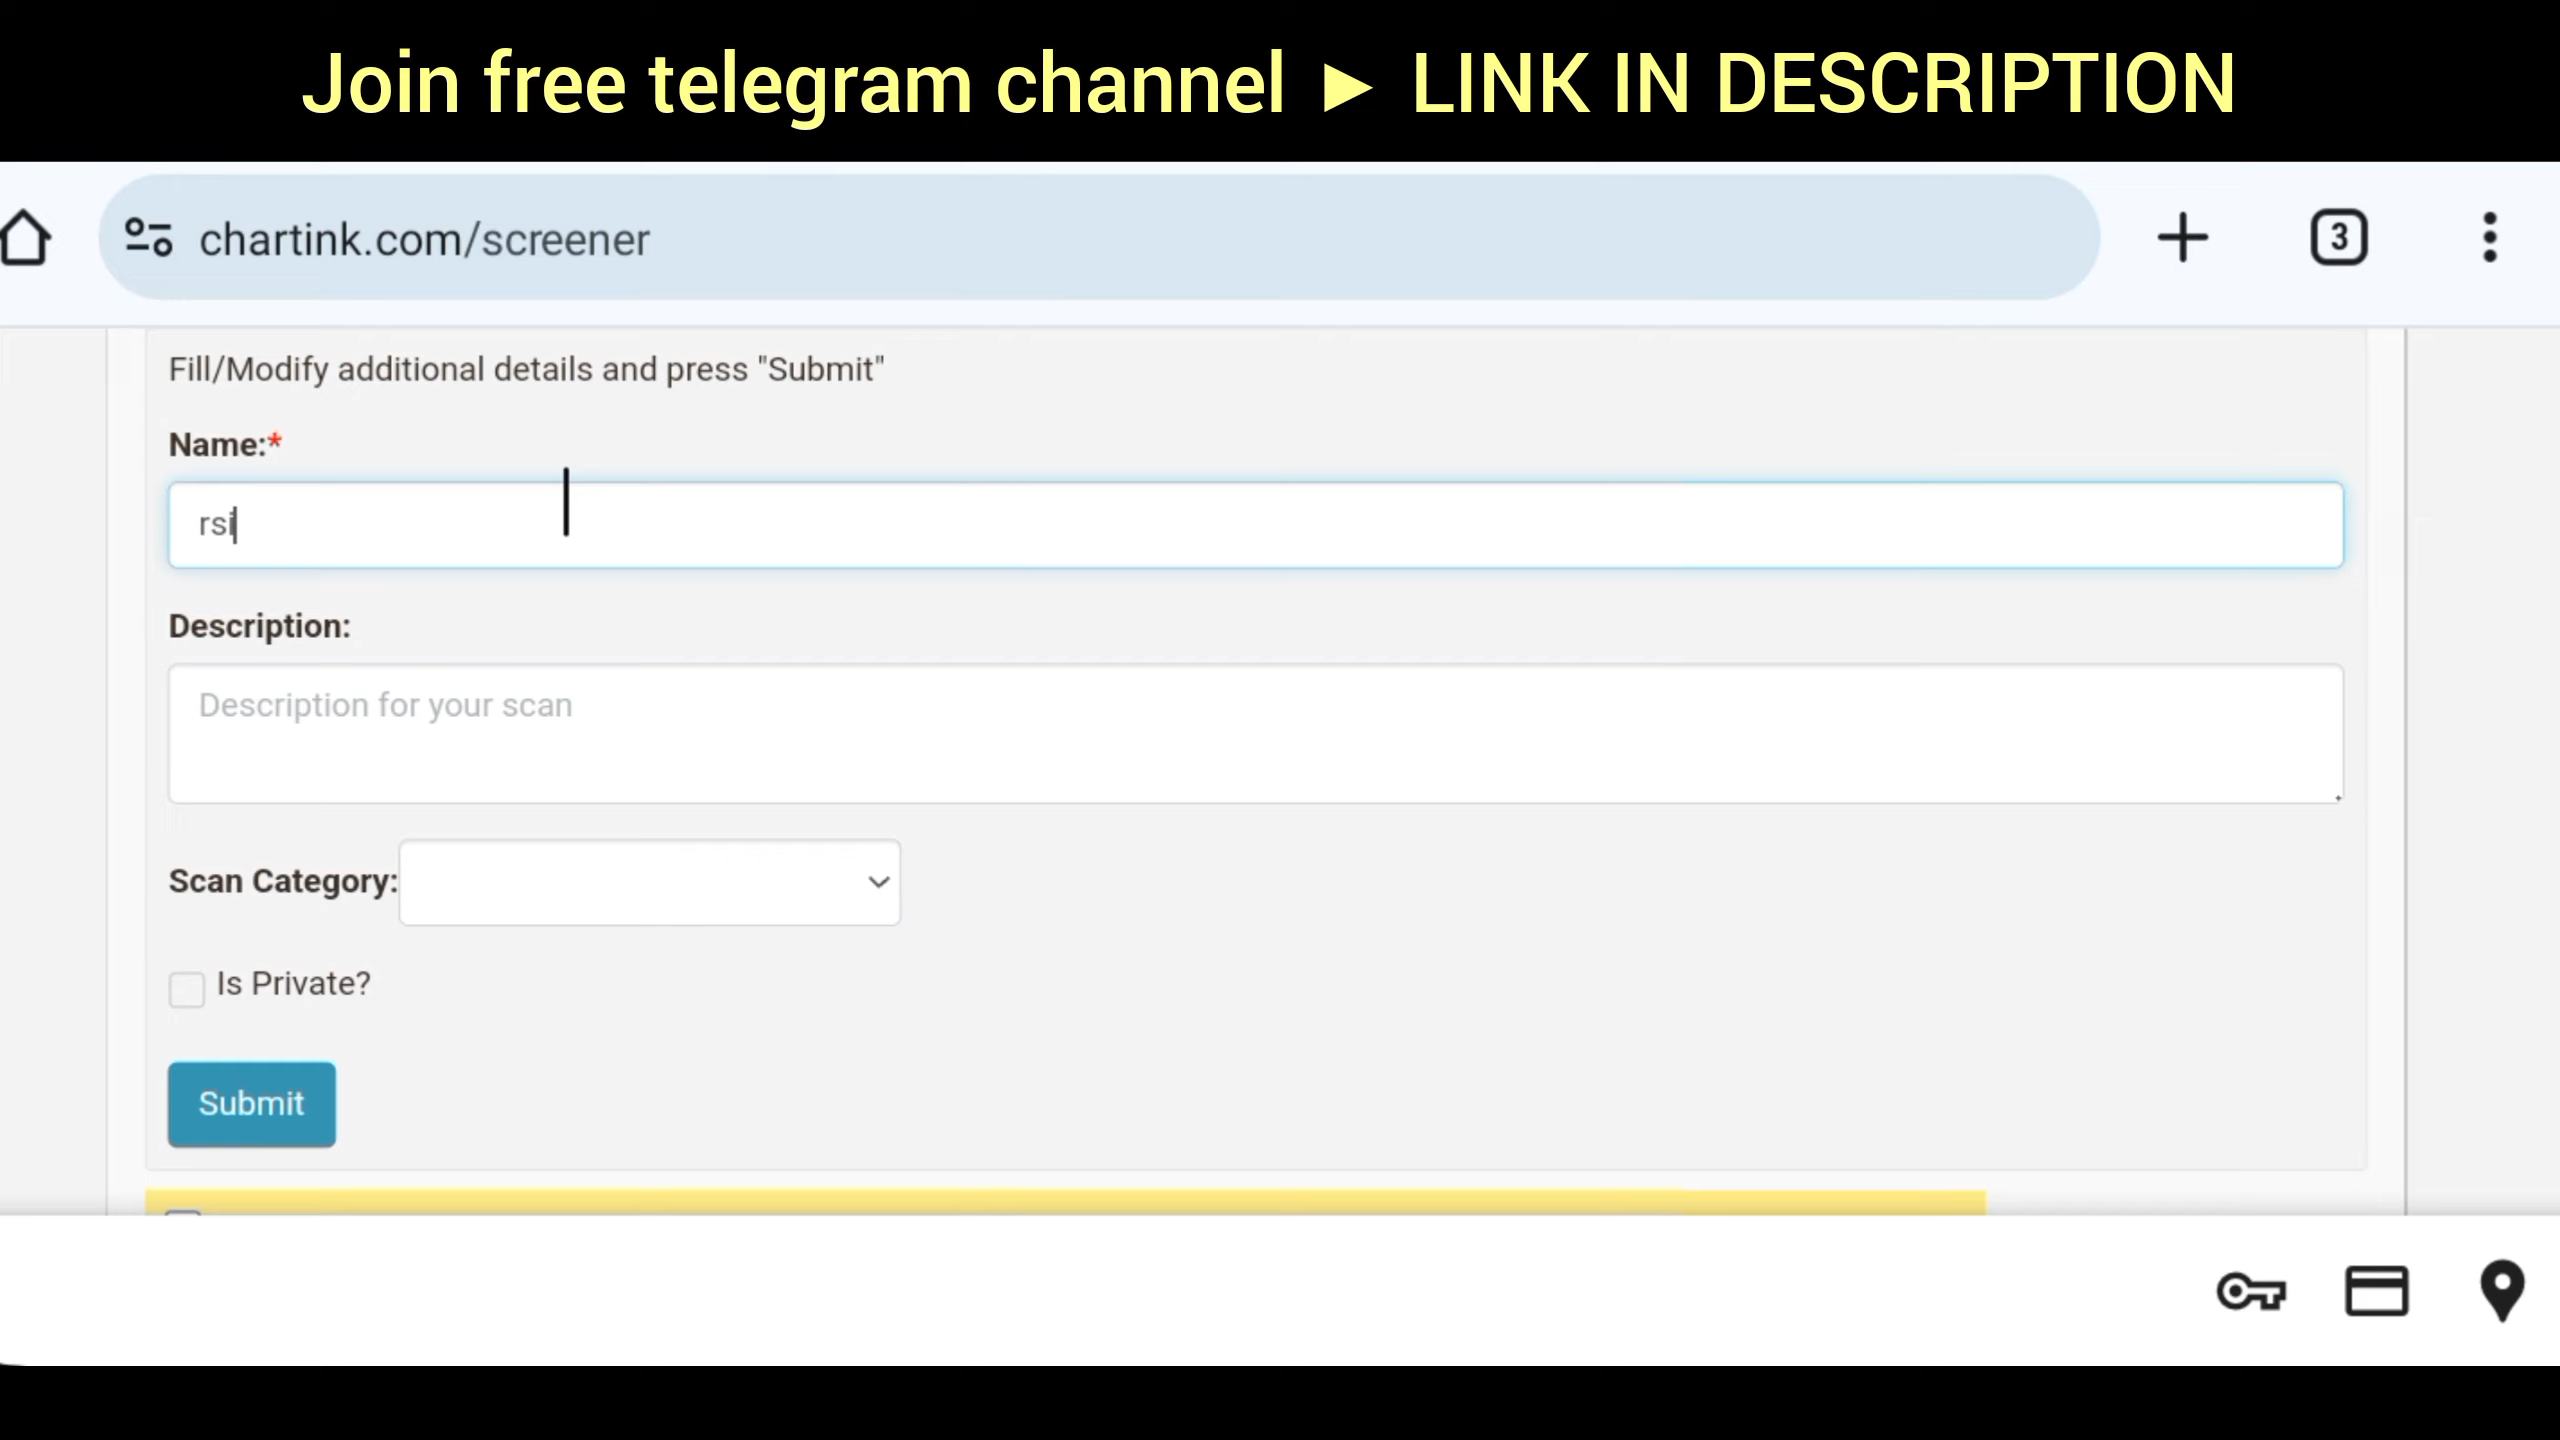 Join free telegram channel ► LINK IN DESCRIPTION
chartink.com/screener
3
Fill/Modify additional details and press "Submit"
Name:*
rsi
Description:
Description for your scan
Scan Category:
Is Private?
Submit